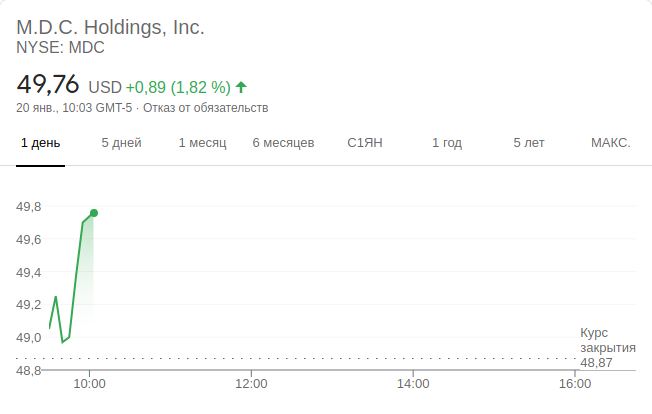 M.D.C. Holdings, Inc.
NYSE: MDC
49,76 USD +0,89 (1,82 %)
20 янв., 10:03 GMT-5 · Отказ от обязательств
1 день 5 дней 1 месяц 6 месяцев С1ЯН 1 год 5 лет МАКС.
49,8
49,6
49,4
49,2
49,0
48,8
Курс
закрытия
48,87
10:00 12:00 14:00 16:00